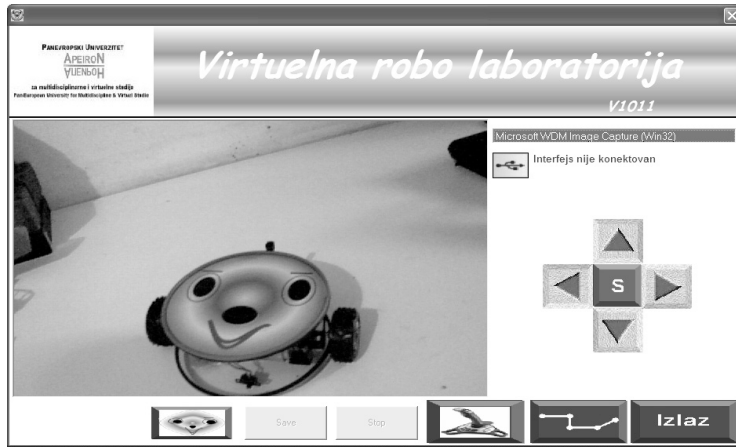 PANEVROPSKI UNIVERZITET
APEIRON
za multidisciplinarne i virtuelne studije
PanEuropean University for Multidiscipline & Virtual Studies
Virtuelna robo laboratorija
V1011
Microsoft WDM Image Capture (Win32)
Interfejs nije konektovan
S
Save
Stop
Izlaz